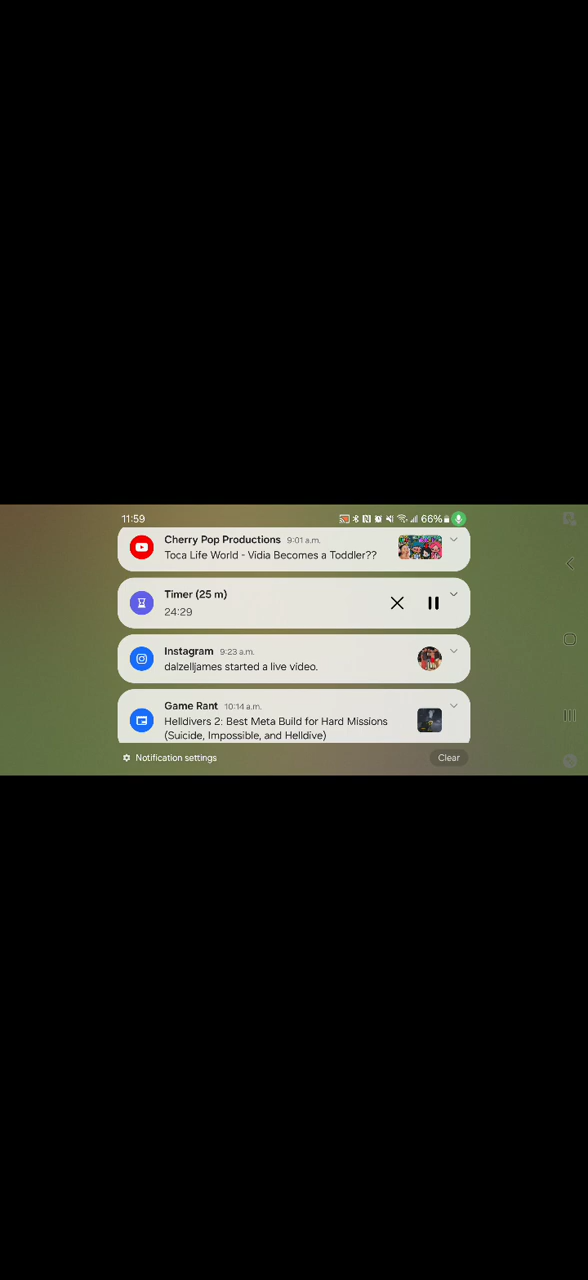 11:59
66%
Cherry Pop Productions 9:01 a.m.
Toca Life World - Vidia Becomes a Toddler??
Timer (25 m)
24:29
Instagram 9:23 a.m.
dalzelljames started a live video.
Game Rant 10:14 a.m.
Helldivers 2: Best Meta Build for Hard Missions
(Suicide, Impossible, and Helldive)
Notification settings
Clear